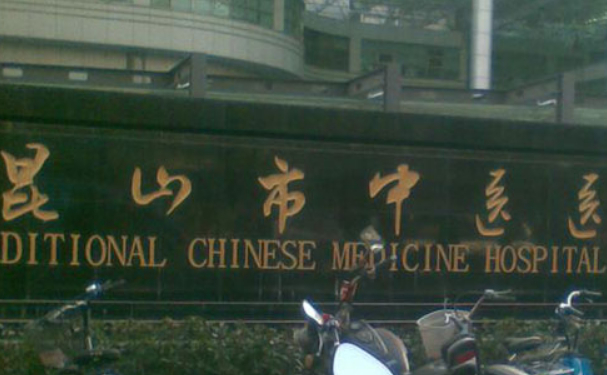 昆山市中医医
DITIONAL CHINESE MEDICINE HOSPITAL